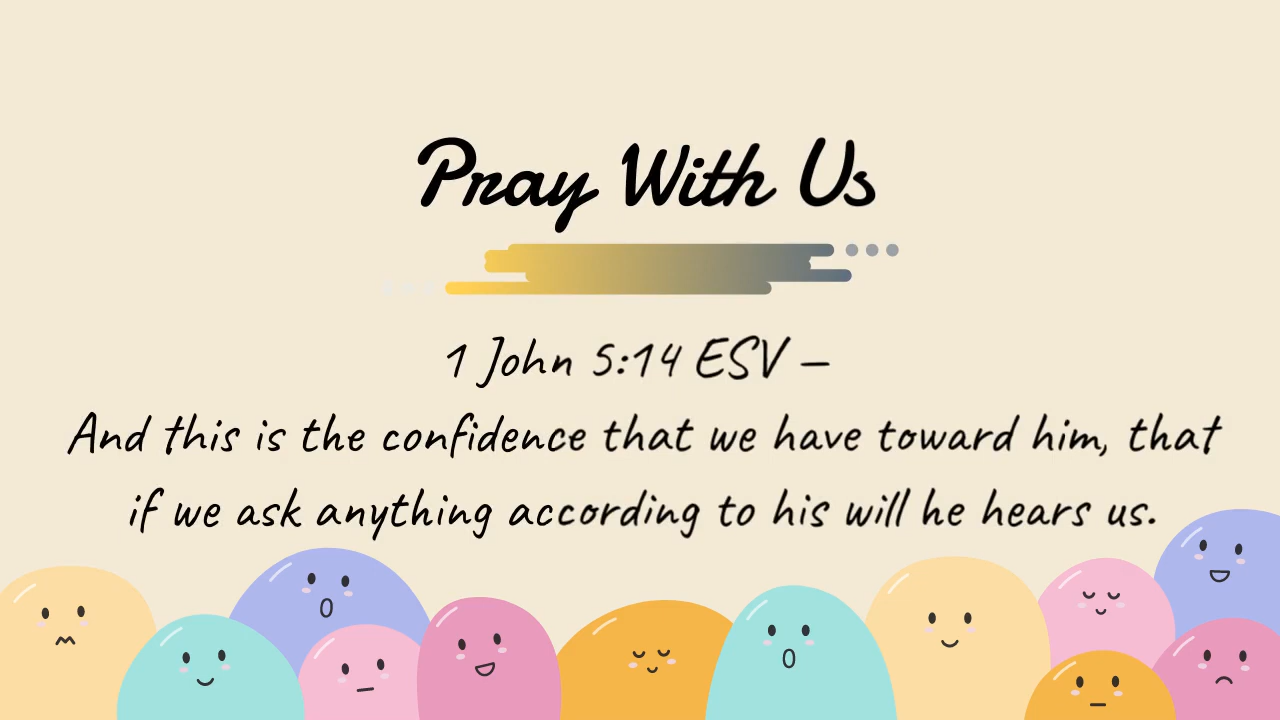 Pray With Us
1 John 5:14 ESV –
And this is the confidence that we have toward him, that
if we ask anything according to his will he hears us.